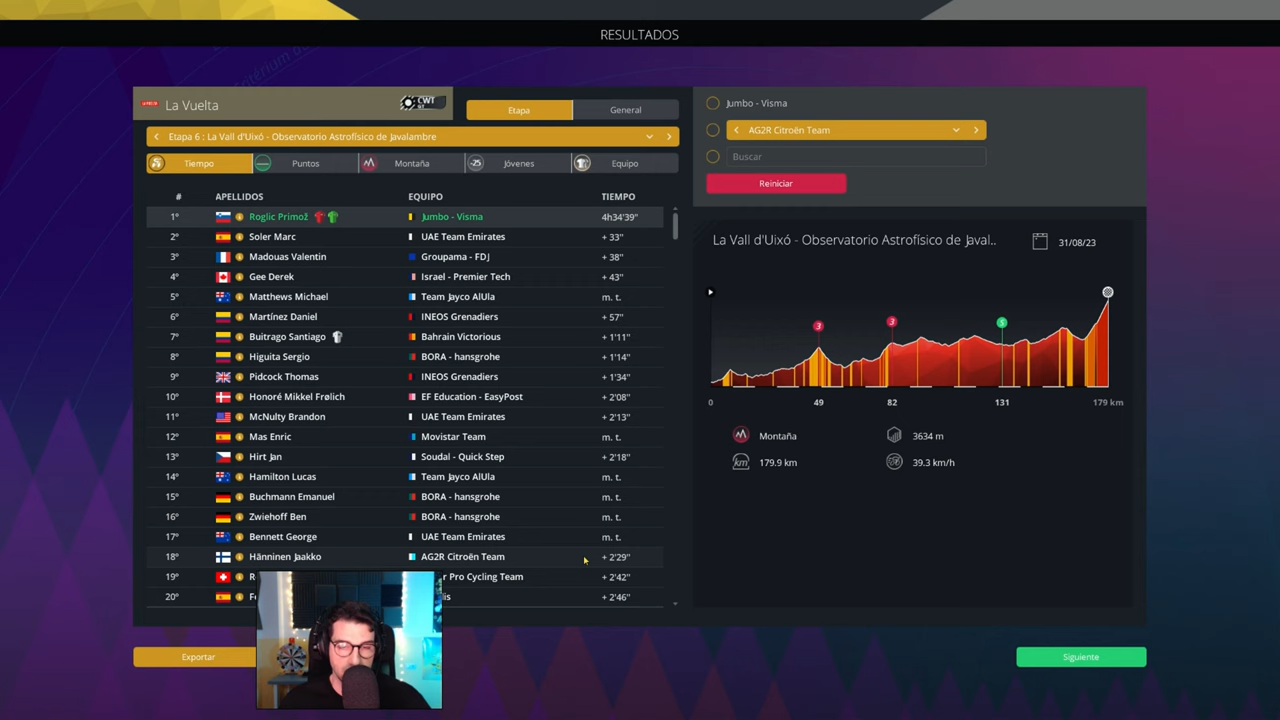 RESULTADOS
La Vuelta
CWT
Etapa
General
Etapa 6 : La Vall d'Uixó - Observatorio Astrofísico de Javalambre
Tiempo
Puntos
Montaña
-25
Jóvenes
Equipo
# APELLIDOS EQUIPO TIEMPO
1º Roglic Primož Jumbo - Visma 4h34'39"
2º Soler Marc UAE Team Emirates + 33"
3º Madouas Valentin Groupama - FDJ + 38"
4º Gee Derek Israel - Premier Tech + 43"
5º Matthews Michael Team Jayco AlUla m. t.
6º Martínez Daniel INEOS Grenadiers + 57"
7º Buitrago Santiago Bahrain Victorious + 1'11"
8º Higuita Sergio BORA - hansgrohe + 1'14"
9º Pidcock Thomas INEOS Grenadiers + 1'34"
10º Honoré Mikkel Frølich EF Education - EasyPost + 2'08"
11º McNulty Brandon UAE Team Emirates + 2'13"
12º Mas Enric Movistar Team m. t.
13º Hirt Jan Soudal - Quick Step + 2'18"
14º Hamilton Lucas Team Jayco AlUla m. t.
15º Buchmann Emanuel BORA - hansgrohe m. t.
16º Zwiehoff Ben BORA - hansgrohe m. t.
17º Bennett George UAE Team Emirates m. t.
18º Hänninen Jaakko AG2R Citroën Team + 2'29"
19º Pro Cycling Team + 2'42"
20º + 2'46"
Exportar
Jumbo - Visma
AG2R Citroën Team
Buscar
Reiniciar
La Vall d'Uixó - Observatorio Astrofisico de Javal..
31/08/23
3
3
S
0 49 82 131 179 km
Montaña
3634 m
km
179.9 km
39.3 km/h
Siguiente